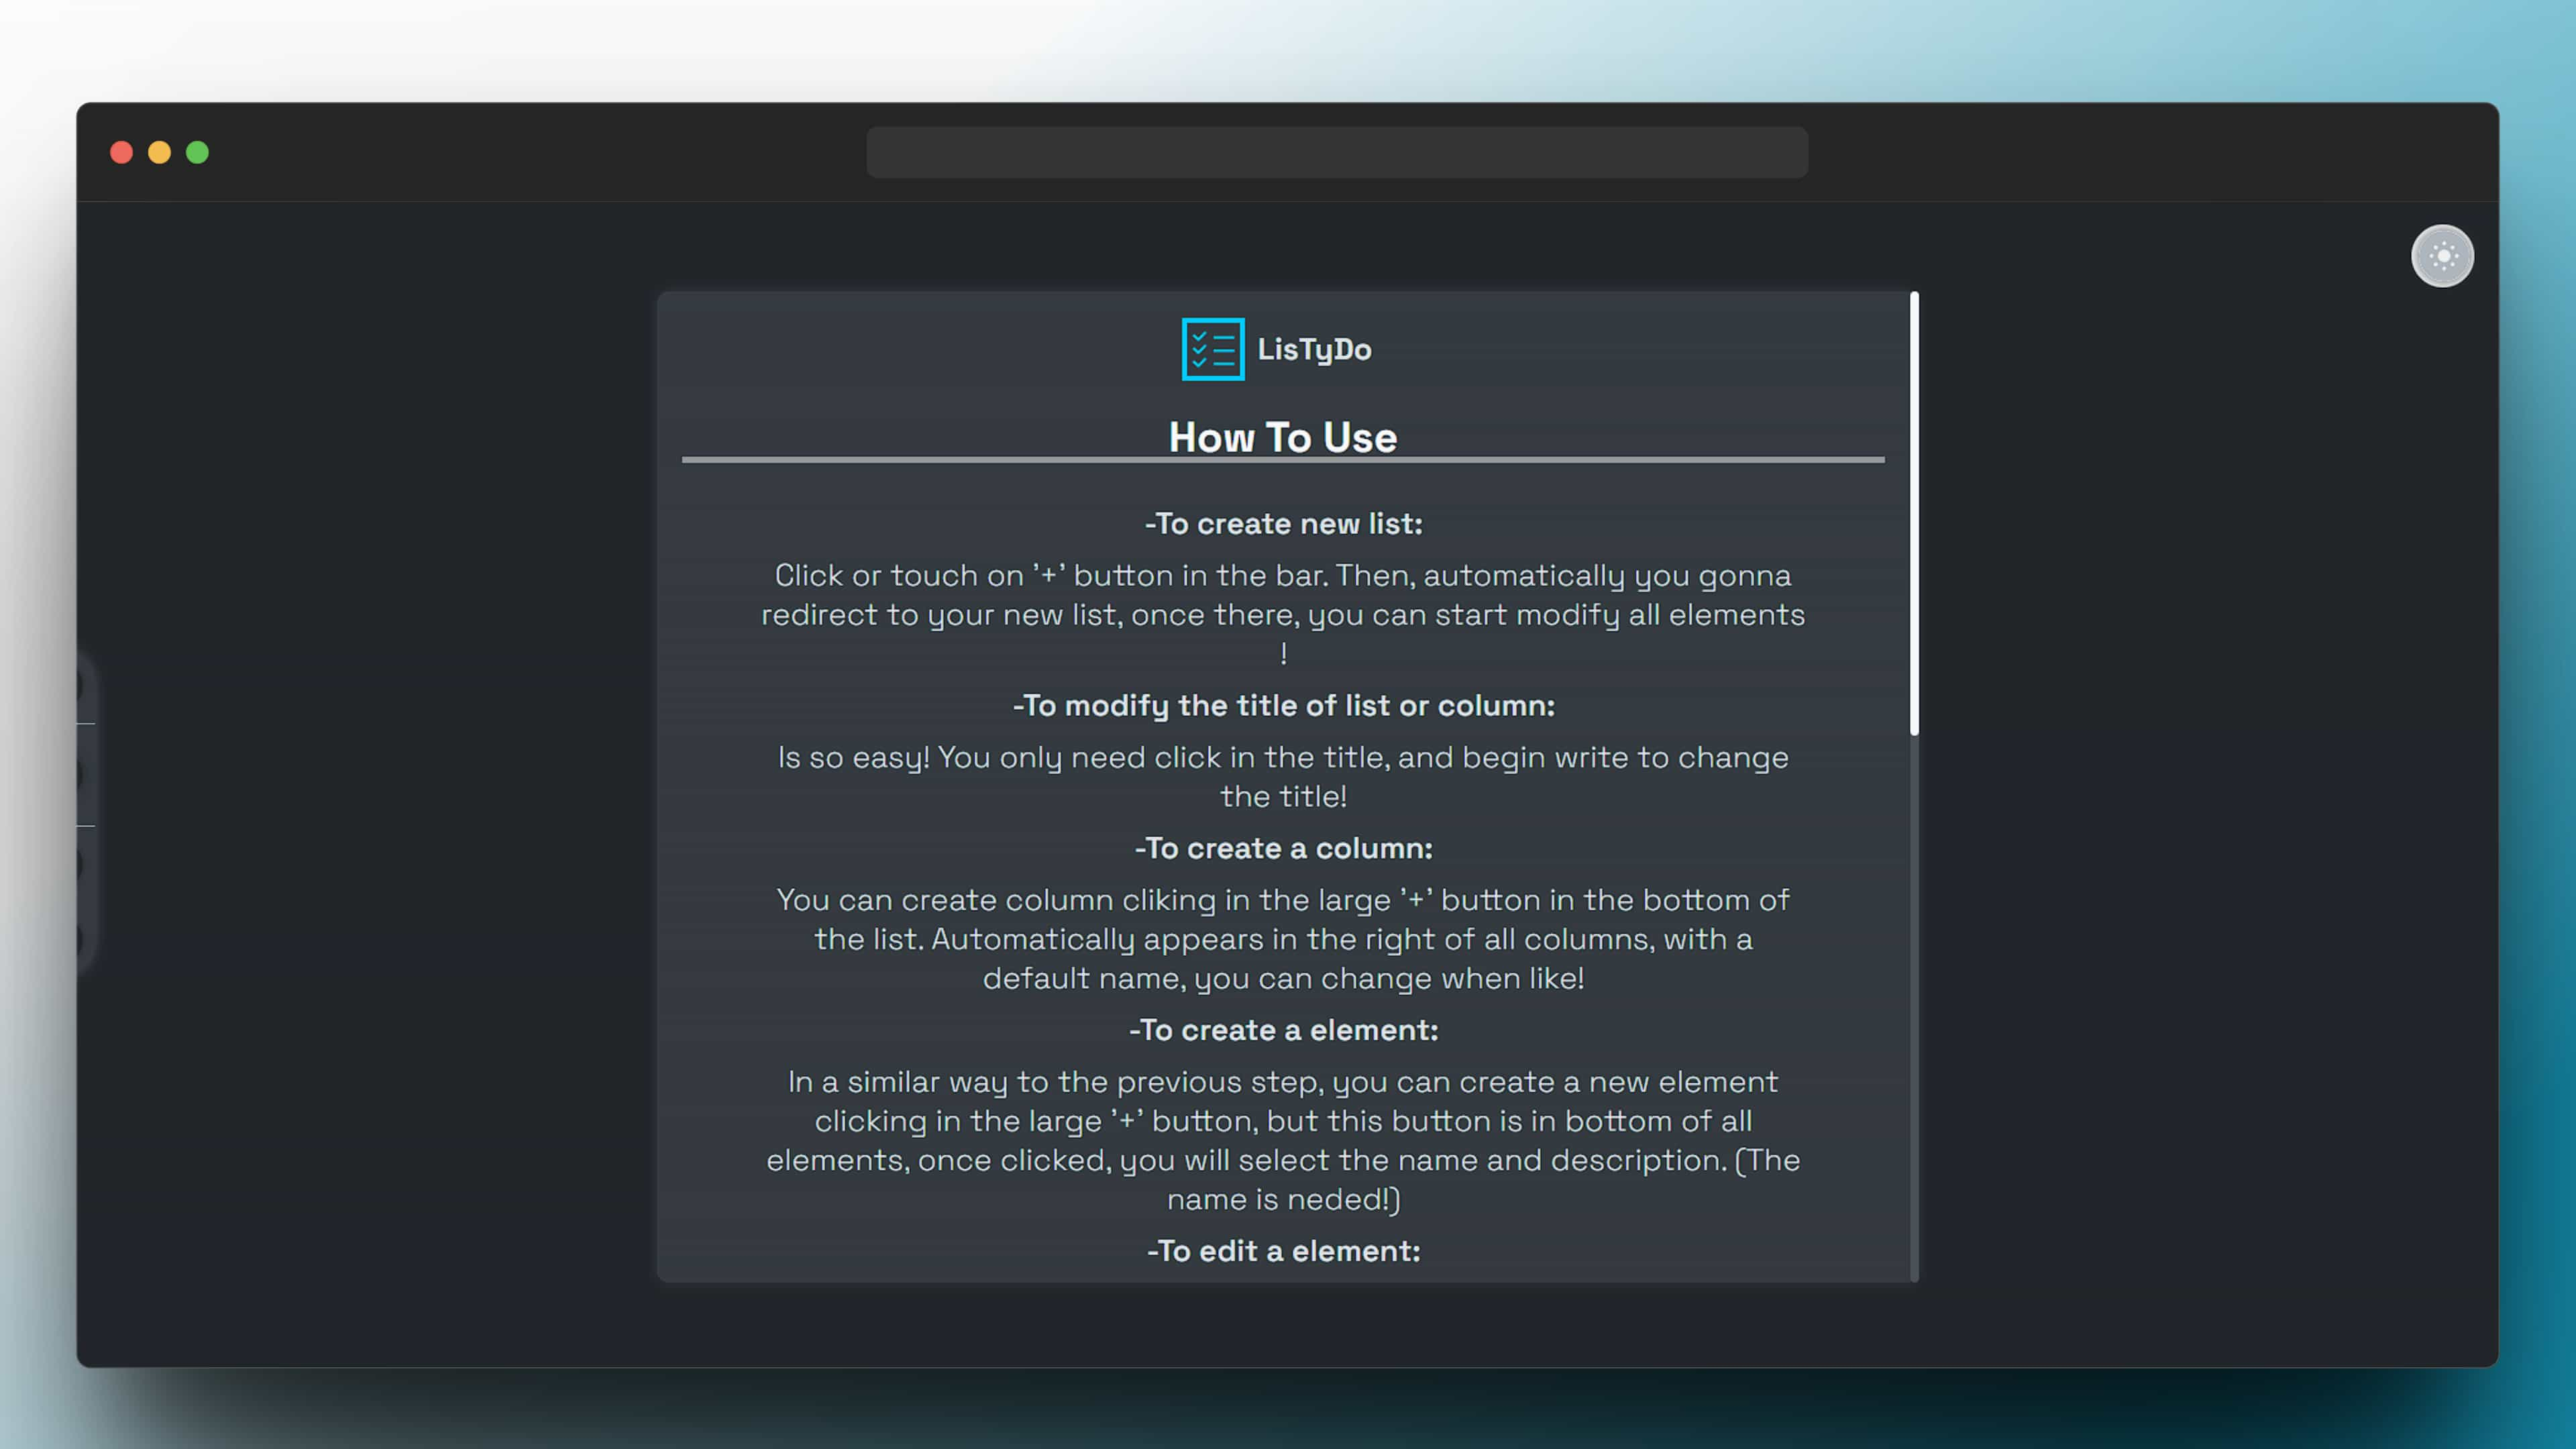 LisTyDo
How To Use
-To create new list:
Click or touch on '+' button in the bar. Then, automatically you gonna
redirect to your new list, once there, you can start modify all elements
!
-To modify the title of list or column:
Is so easy! You only need click in the title, and begin write to change
the title!
-To create a column:
You can create column cliking in the large '+' button in the bottom of
the list. Automatically appears in the right of all columns, with a
default name, you can change when like!
-To create a element:
In a similar way to the previous step, you can create a new element
clicking in the large '+' button, but this button is in bottom of all
elements, once clicked, you will select the name and description. (The
name is neded!)
-To edit a element: